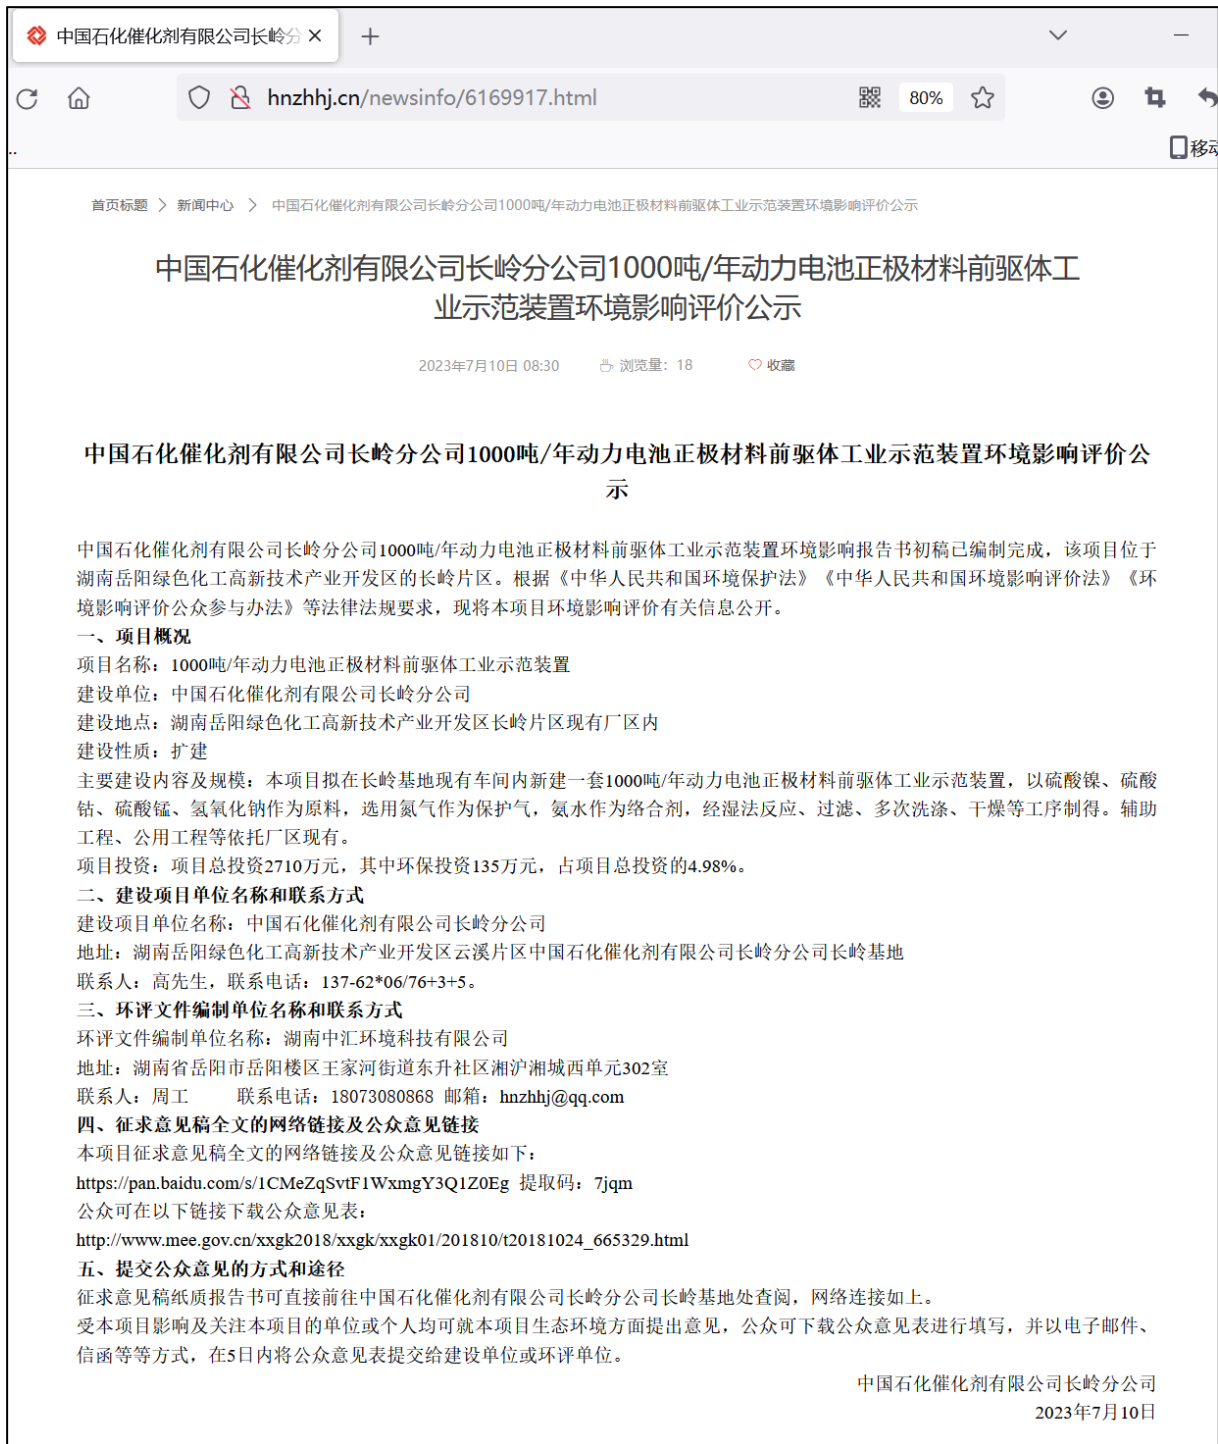 中国石化催化剂有限公司长岭分
hnzhhj.cn/newsinfo/6169917.html
80%
..
移动
首页标题 > 新闻中心 > 中国石化催化剂有限公司长岭分公司1000吨/年动力电池正极材料前驱体工业示范装置环境影响评价公示
中国石化催化剂有限公司长岭分公司1000吨/年动力电池正极材料前驱体工
业示范装置环境影响评价公示
2023年7月10日 08:30 浏览量：18 收藏
中国石化催化剂有限公司长岭分公司1000吨/年动力电池正极材料前驱体工业示范装置环境影响评价公
示
中国石化催化剂有限公司长岭分公司1000吨/年动力电池正极材料前驱体工业示范装置环境影响报告书初稿已编制完成，该项目位于
湖南岳阳绿色化工高新技术产业开发区的长岭片区。根据《中华人民共和国环境保护法》《中华人民共和国环境影响评价法》《环
境影响评价公众参与办法》等法律法规要求，现将本项目环境影响评价有关信息公开。
一、项目概况
项目名称：1000吨/年动力电池正极材料前驱体工业示范装置
建设单位：中国石化催化剂有限公司长岭分公司
建设地点：湖南岳阳绿色化工高新技术产业开发区长岭片区现有厂区内
建设性质：扩建
主要建设内容及规模：本项目拟在长岭基地现有车间内新建一套1000吨/年动力电池正极材料前驱体工业示范装置，以硫酸镍、硫酸
钴、硫酸锰、氢氧化钠作为原料，选用氮气作为保护气，氨水作为络合剂，经湿法反应、过滤、多次洗涤、干燥等工序制得。辅助
工程、公用工程等依托厂区现有。
项目投资：项目总投资2710万元，其中环保投资135万元，占项目总投资的4.98%。
二、建设项目单位名称和联系方式
建设项目单位名称：中国石化催化剂有限公司长岭分公司
地址：湖南岳阳绿色化工高新技术产业开发区云溪片区中国石化催化剂有限公司长岭分公司长岭基地
联系人：高先生，联系电话：137-62*06/76+3+5。
三、环评文件编制单位名称和联系方式
环评文件编制单位名称：湖南中汇环境科技有限公司
地址：湖南省岳阳市岳阳楼区王家河街道东升社区湘沪湘城西单元302室
联系人：周工 联系电话：18073080868 邮箱：hnzhhj@qq.com
四、征求意见稿全文的网络链接及公众意见链接
本项目征求意见稿全文的网络链接及公众意见链接如下：
https://pan.baidu.com/s/1CMeZqSvtF1WxmgY3Q1Z0Eg 提取码：7jqm
公众可在以下链接下载公众意见表：
http://www.mee.gov.cn/xxgk2018/xxgk/xxgk01/201810/t20181024_665329.html
五、提交公众意见的方式和途径
征求意见稿纸质报告书可直接前往中国石化催化剂有限公司长岭分公司长岭基地处查阅，网络连接如上。
受本项目影响及关注本项目的单位或个人均可就本项目生态环境方面提出意见，公众可下载公众意见表进行填写，并以电子邮件、
信函等等方式，在5日内将公众意见表提交给建设单位或环评单位。
中国石化催化剂有限公司长岭分公司
2023年7月10日